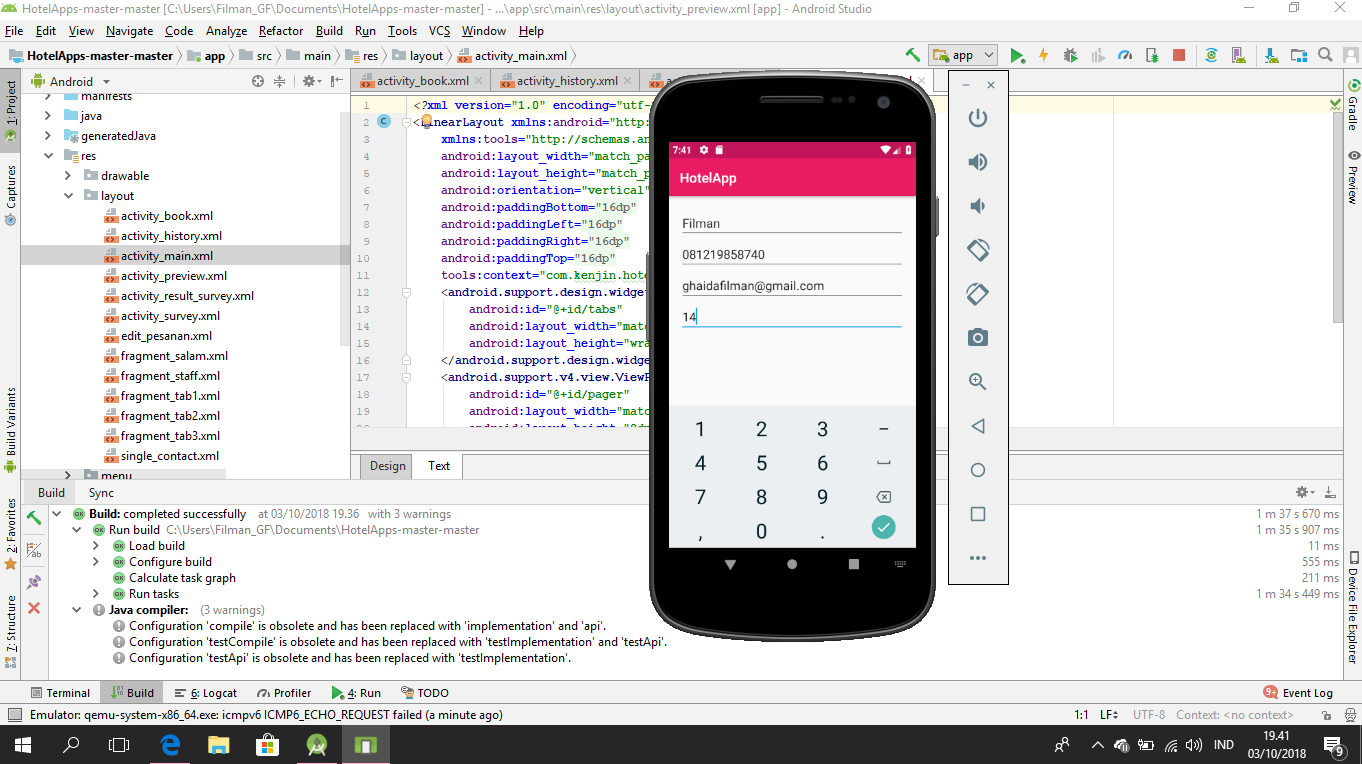 HotelApps-master-master [C:\Users\Filman_GF\Documents\HotelApps-master-master] - ...\app\src\main\res\layout\activity_preview.xml [app] - Android Studio
File Edit View Navigate Code Analyze Refactor Build Run Tools VCS Window Help
HotelApps-master-master app src main res layout activity_main.xml app
Android activity_book.xml activity_history.xml
1: Project
Captures
Build Variants
2: Favorites
7: Structure
manifests
java
generatedJava
res
drawable
layout
activity_book.xml
activity_history.xml
activity_main.xml
activity_preview.xml
activity_result_survey.xml
activity_survey.xml
edit_pesanan.xml
fragment_salam.xml
fragment_staff.xml
fragment_tab1.xml
fragment_tab2.xml
fragment_tab3.xml
single_contact.xml
menu
1 <?xml version="1.0" encoding="utf-
2 <LinearLayout xmlns:android="http:
3 xmlns:tools="http://schemas.an
4 android:layout_width="match_pa
5 android:layout_height="match_p
6 android:orientation="vertical"
7 android:paddingBottom="16dp"
8 android:paddingLeft="16dp"
9 android:paddingRight="16dp"
10 android:paddingTop="16dp"
11 tools:context="com.kenjin.hote
12 <android.support.design.widget
13 android:id="@+id/tabs"
14 android:layout_width="matc
15 android:layout_height="wra
16 </android.support.design.widge
17 <android.support.v4.view.ViewP
18 android:id="@+id/pager"
19 android:layout_width="matc
Design Text
7:41
HotelApp
Filman
081219858740
ghaidafilman@gmail.com
14
1 2 3 -
4 5 6
7 8 9
, 0 .
Gradle
Preview
Device File Explorer
Build Sync
Build: completed successfully at 03/10/2018 19.36 with 3 warnings 1 m 37 s 670 ms
Run build C:\Users\Filman_GF\Documents\HotelApps-master-master 1 m 35 s 907 ms
Load build 11 ms
Configure build 555 ms
Calculate task graph 211 ms
Run tasks 1 m 34 s 449 ms
Java compiler: (3 warnings)
Configuration 'compile' is obsolete and has been replaced with 'implementation' and 'api'.
Configuration 'testCompile' is obsolete and has been replaced with 'testImplementation' and 'testApi'.
Configuration 'testApi' is obsolete and has been replaced with 'testImplementation'.
Terminal Build 6: Logcat Profiler 4: Run TODO 9+ Event Log
Emulator: qemu-system-x86_64.exe: icmpv6 ICMP6_ECHO_REQUEST failed (a minute ago) 1:1 LF UTF-8 Context: <no context>
IND 19.41
03/10/2018 9